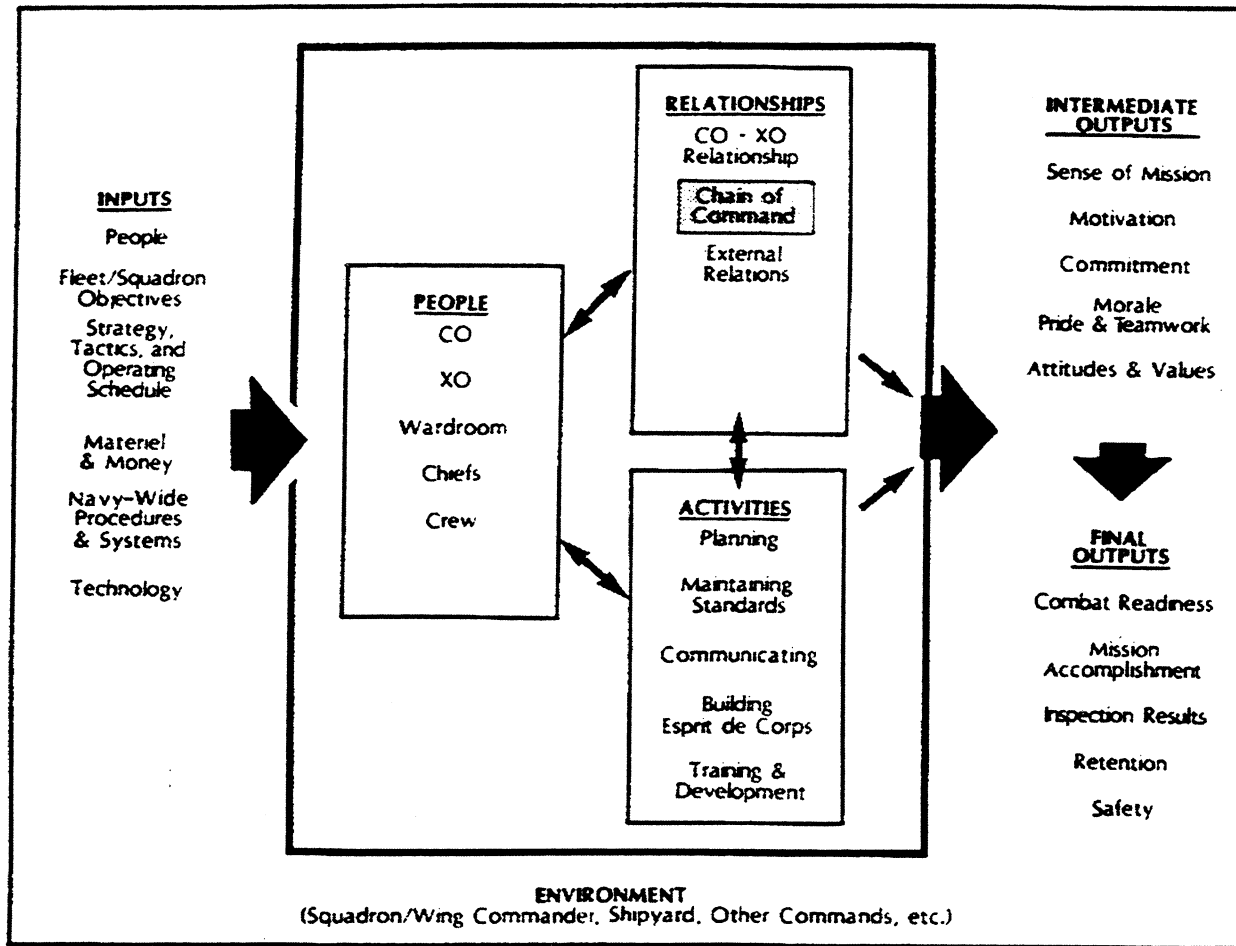 INPUTS
People
Fleet/Squadron
Objectives
Strategy,
Tactics, and
Operating
Schedule
Materiel
& Money
Navy-Wide
Procedures
& Systems
Technology
PEOPLE
CO
XO
Wardroom
Chiefs
Crew
RELATIONSHIPS
CO - XO
Relationship
Chain of
Command
External
Relations
ACTIVITIES
Planning
Maintaining
Standards
Communicating
Building
Esprit de Corps
Training &
Development
INTERMEDIATE
OUTPUTS
Sense of Mission
Motivation
Commitment
Morale
Pride & Teamwork
Attitudes & Values
FINAL
OUTPUTS
Combat Readiness
Mission
Accomplishment
Inspection Results
Retention
Safety
ENVIRONMENT
(Squadron/Wing Commander, Shipyard, Other Commands, etc.)